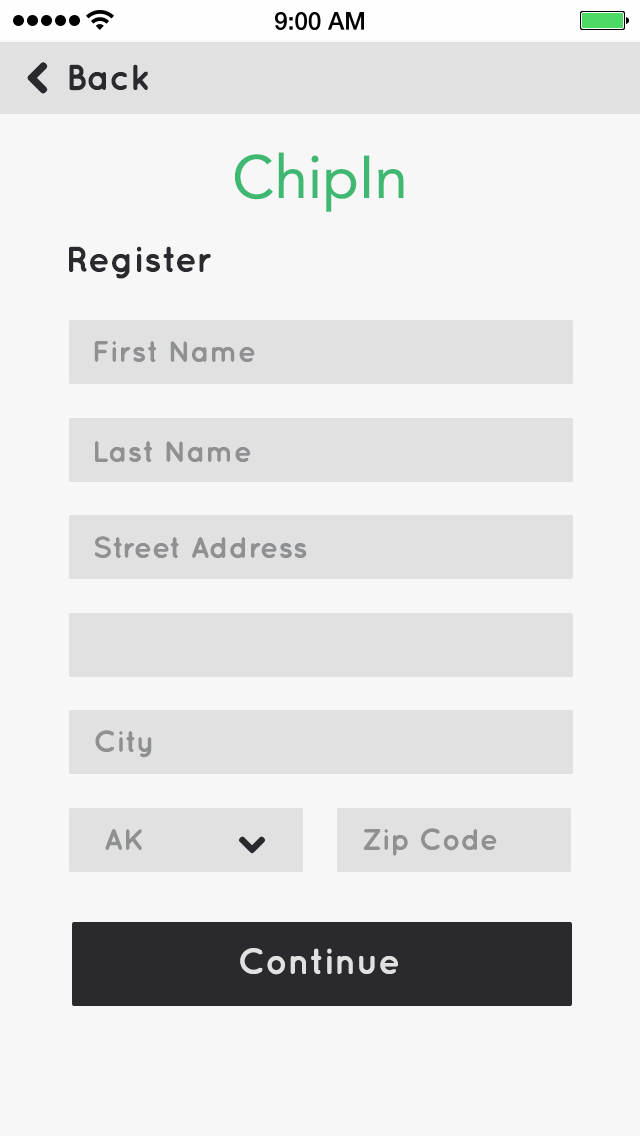 9:00 AM
Back
ChipIn
Register
First Name
Last Name
Street Address
City
AK Zip Code
Continue